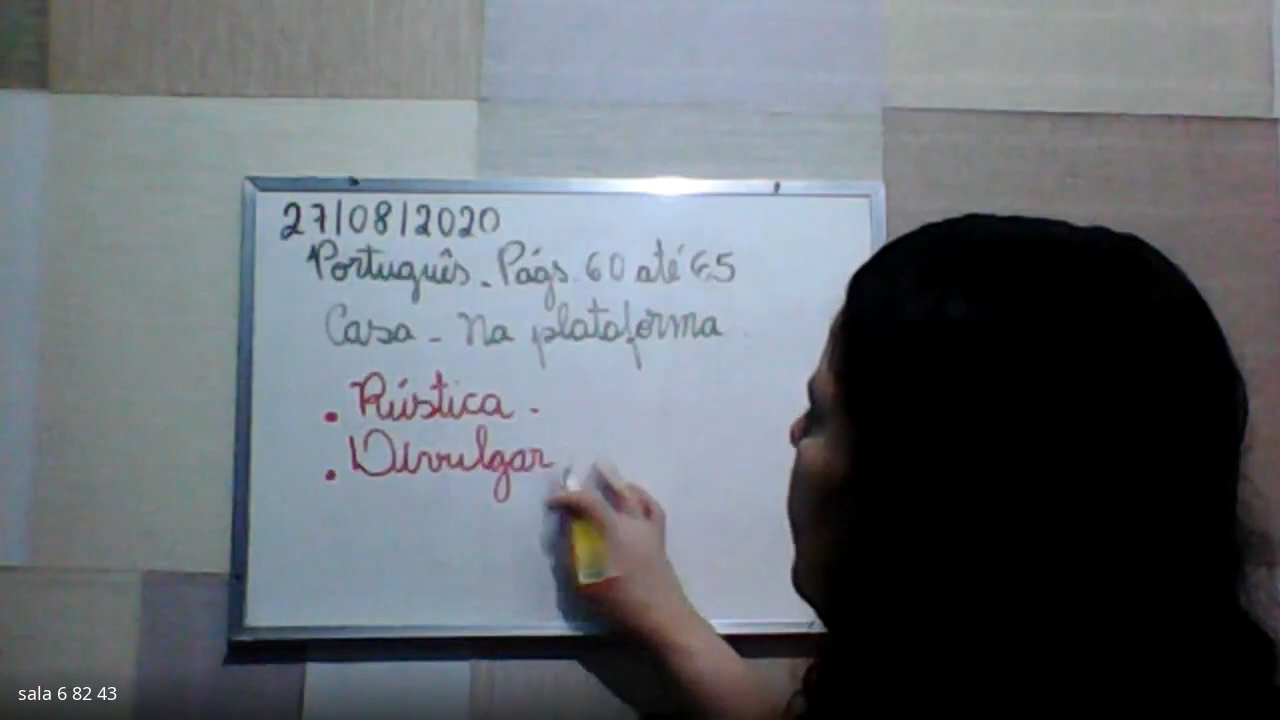 27/08/2020
Português. Págs. 60 até 65
Casa - Na plataforma
. Rústica -
. Divulgar
sala 6 82 43